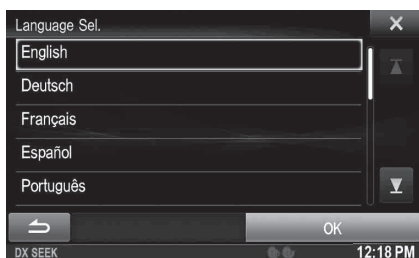 Language Sel.
English
Deutsch
Français
Español
Português
OK
DX SEEK
12:18 PM